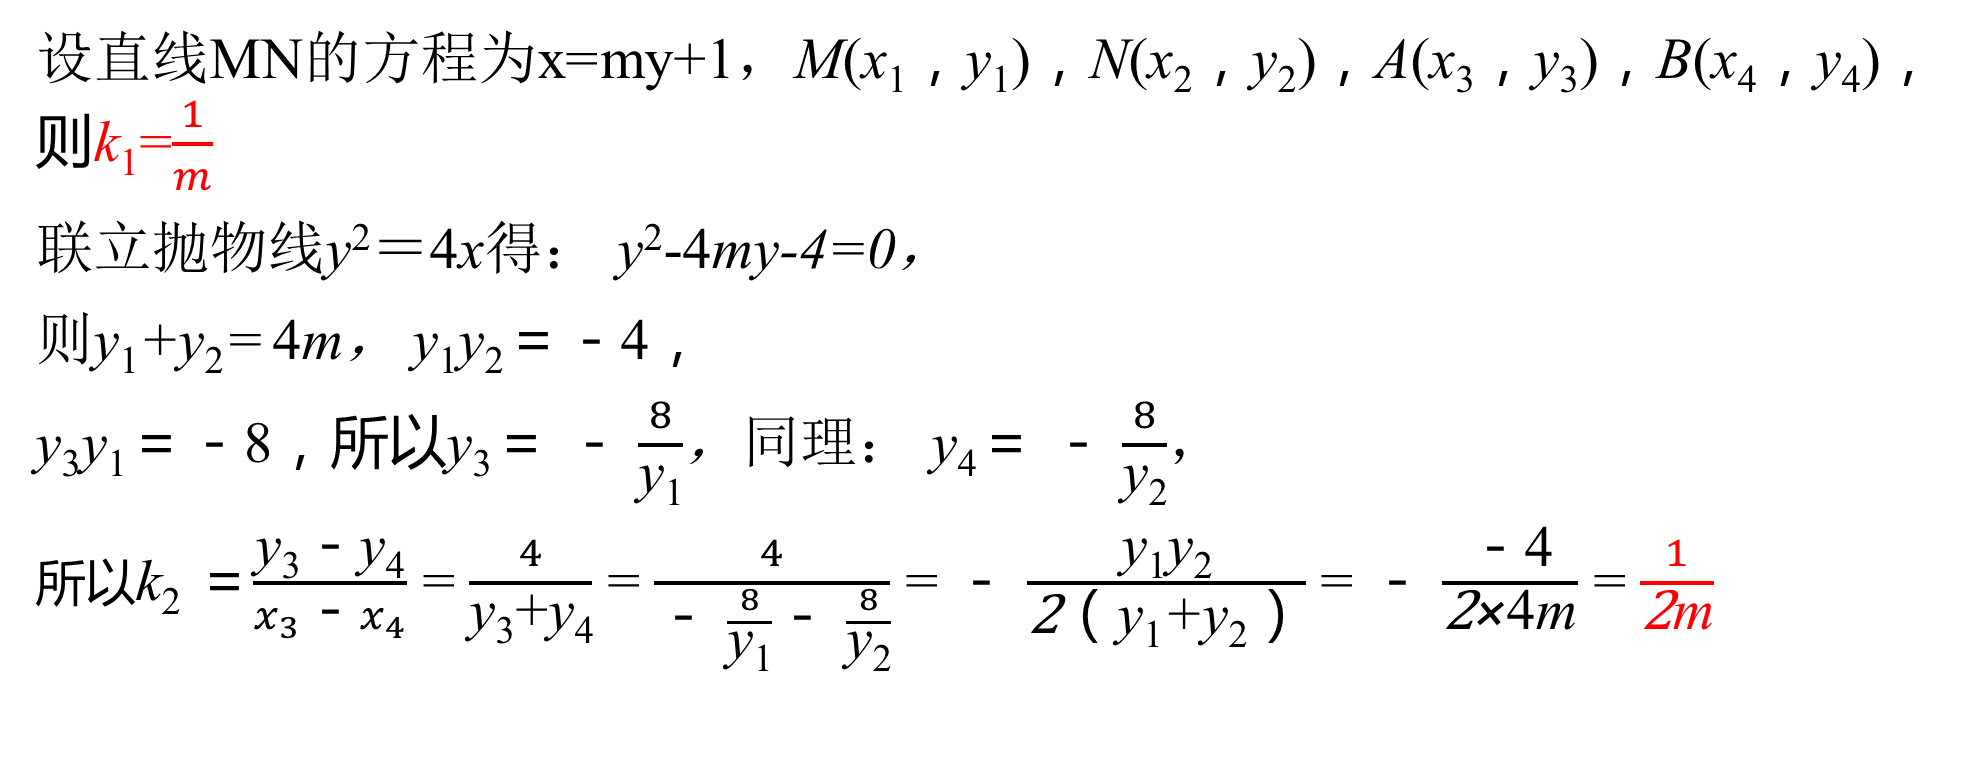 设直线MN的方程为x=my+1，M(x₁，y₁)，N(x₂，y₂)，A(x₃，y₃)，B(x₄，y₄)，
则k₁=1/m
联立抛物线y²＝4x得： y²-4my-4=0，
则y₁+y₂=4m， y₁y₂=－4，
y₃y₁=－8，所以y₃=－8/y₁，同理： y₄=－8/y₂，
所以k₂=(y₃－y₄)/(x₃－x₄)=4/(y₃+y₄)=4/(－8/y₁－8/y₂)=－y₁y₂/(2(y₁+y₂))=－(－4)/(2×4m)=1/(2m)